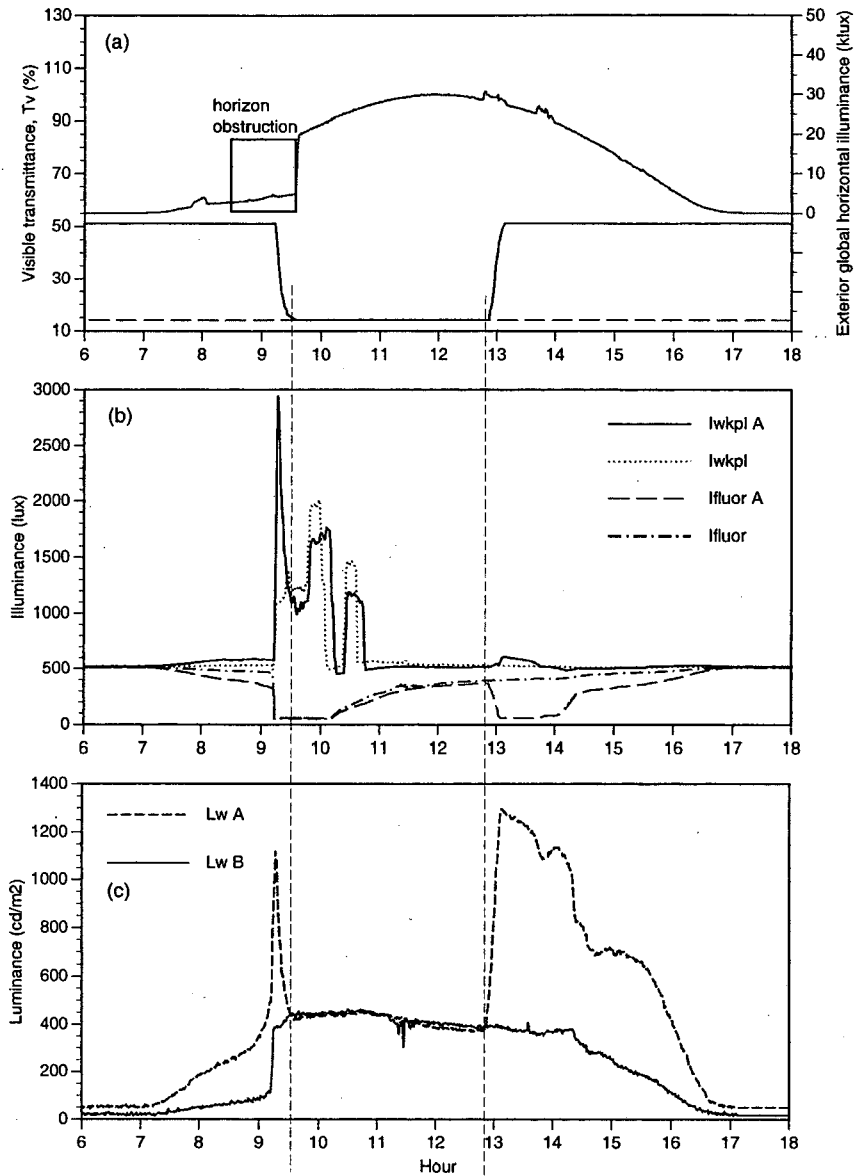 (a)
130
110
90
70
50
30
10
Visible transmittance, Tv (%)
horizon
obstruction
50
40
30
20
10
0
Exterior global horizontal illuminance (klux)
6 7 8 9 10 11 12 13 14 15 16 17 18
(b)
3000
2500
2000
1500
1000
500
0
Illuminance (lux)
Iwkpl A
Iwkpl
Ifluor A
Ifluor
6 7 8 9 10 11 12 13 14 15 16 17 18
1400
1200
1000
800
600
400
200
0
Luminance (cd/m2)
Lw A
Lw B
(c)
6 7 8 9 10 11 12 13 14 15 16 17 18
Hour